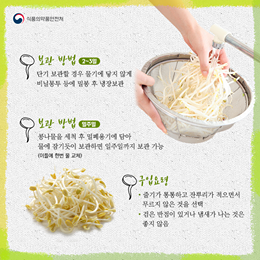 식품의약품안전처
보관 방법 2~3일
단기 보관할 경우 물기에 닿지 않게
비닐봉투 등에 밀봉 후 냉장보관
보관 방법 일주일
콩나물을 세척 후 밀폐용기에 담아
물에 잠기듯이 보관하면 일주일까지 보관 가능
(이틀에 한번 물 교체)
구입요령
• 줄기가 통통하고 잔뿌리가 적으면서
무르지 않은 것을 선택
• 검은 반점이 있거나 냄새가 나는 것은
좋지 않음